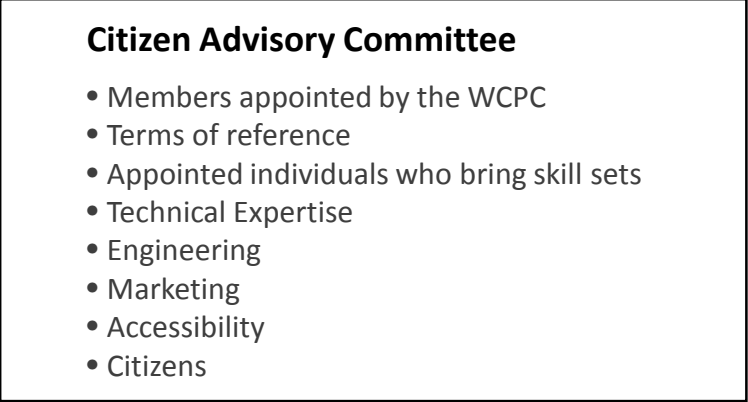 Citizen Advisory Committee
• Members appointed by the WCPC
• Terms of reference
• Appointed individuals who bring skill sets
• Technical Expertise
• Engineering
• Marketing
• Accessibility
• Citizens